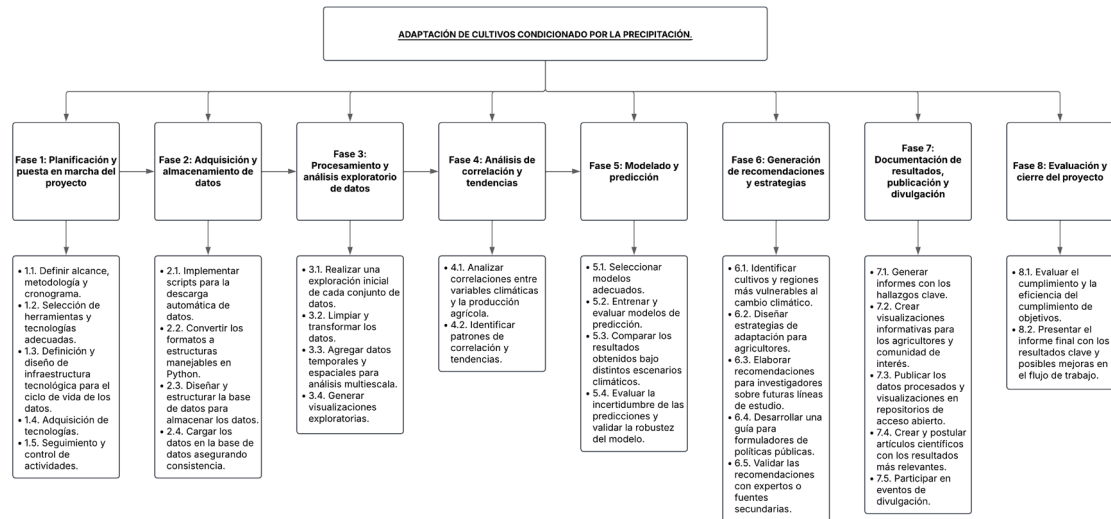 ADAPTACIÓN DE CULTIVOS CONDICIONADO POR LA PRECIPITACIÓN.
Fase 1: Planificación y
puesta en marcha del
proyecto
Fase 2: Adquisición y
almacenamiento de
datos
Fase 3:
Procesamiento y
análisis exploratorio
de datos
Fase 4: Análisis de
correlación y
tendencias
Fase 5: Modelado y
predicción
Fase 6: Generación
de recomendaciones
y estrategias
Fase 7:
Documentación de
resultados,
publicación y
divulgación
Fase 8: Evaluación y
cierre del proyecto
• 1.1. Definir alcance,
metodología y
cronograma.
• 1.2. Selección de
herramientas y
tecnologías
adecuadas.
• 1.3. Definición y
diseño de
infraestructura
tecnológica para el
ciclo de vida de los
datos.
• 1.4. Adquisición de
tecnologías.
• 1.5. Seguimiento y
control de
actividades.
• 2.1. Implementar
scripts para la
descarga
automática de
datos.
• 2.2. Convertir los
formatos a
estructuras
manejables en
Python.
• 2.3. Diseñar y
estructurar la base
de datos para
almacenar los datos.
• 2.4. Cargar los
datos en la base de
datos asegurando
consistencia.
• 3.1. Realizar una
exploración inicial
de cada conjunto de
datos.
• 3.2. Limpiar y
transformar los
datos.
• 3.3. Agregar datos
temporales y
espaciales para
análisis multiescala.
• 3.4. Generar
visualizaciones
exploratorias.
• 4.1. Analizar
correlaciones entre
variables climáticas
y la producción
agrícola.
• 4.2. Identificar
patrones de
correlación y
tendencias.
• 5.1. Seleccionar
modelos
adecuados.
• 5.2. Entrenar y
evaluar modelos de
predicción.
• 5.3. Comparar los
resultados
obtenidos bajo
distintos escenarios
climáticos.
• 5.4. Evaluar la
incertidumbre de las
predicciones y
validar la robustez
del modelo.
• 6.1. Identificar
cultivos y regiones
más vulnerables al
cambio climático.
• 6.2. Diseñar
estrategias de
adaptación para
agricultores.
• 6.3. Elaborar
recomendaciones
para investigadores
sobre futuras líneas
de estudio.
• 6.4. Desarrollar una
guía para
formuladores de
políticas públicas.
• 6.5. Validar las
recomendaciones
con expertos o
fuentes
secundarias.
• 7.1. Generar
informes con los
hallazgos clave.
• 7.2. Crear
visualizaciones
informativas para
los agricultores y
comunidad de
interés.
• 7.3. Publicar los
datos procesados y
visualizaciones en
repositorios de
acceso abierto.
• 7.4. Crear y postular
artículos científicos
con los resultados
más relevantes.
• 7.5. Participar en
eventos de
divulgación.
• 8.1. Evaluar el
cumplimiento y la
eficiencia del
cumplimiento de
objetivos.
• 8.2. Presentar el
informe final con los
resultados clave y
posibles mejoras en
el flujo de trabajo.